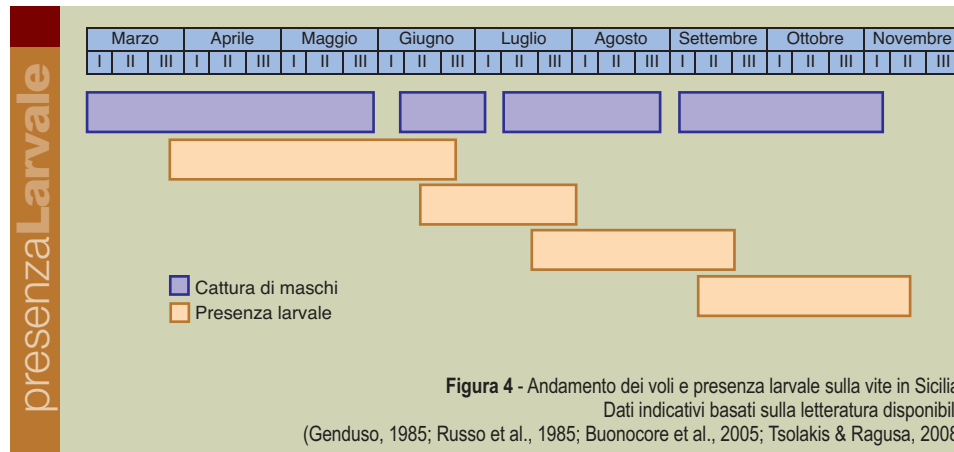 presenzaLarvale
Marzo Aprile Maggio Giugno Luglio Agosto Settembre Ottobre Novembre
I II III I II III I II III I II III I II III I II III I II III I II III I II III
Cattura di maschi
Presenza larvale
Figura 4 - Andamento dei voli e presenza larvale sulla vite in Sicilia
Dati indicativi basati sulla letteratura disponibil
(Genduso, 1985; Russo et al., 1985; Buonocore et al., 2005; Tsolakis & Ragusa, 2008